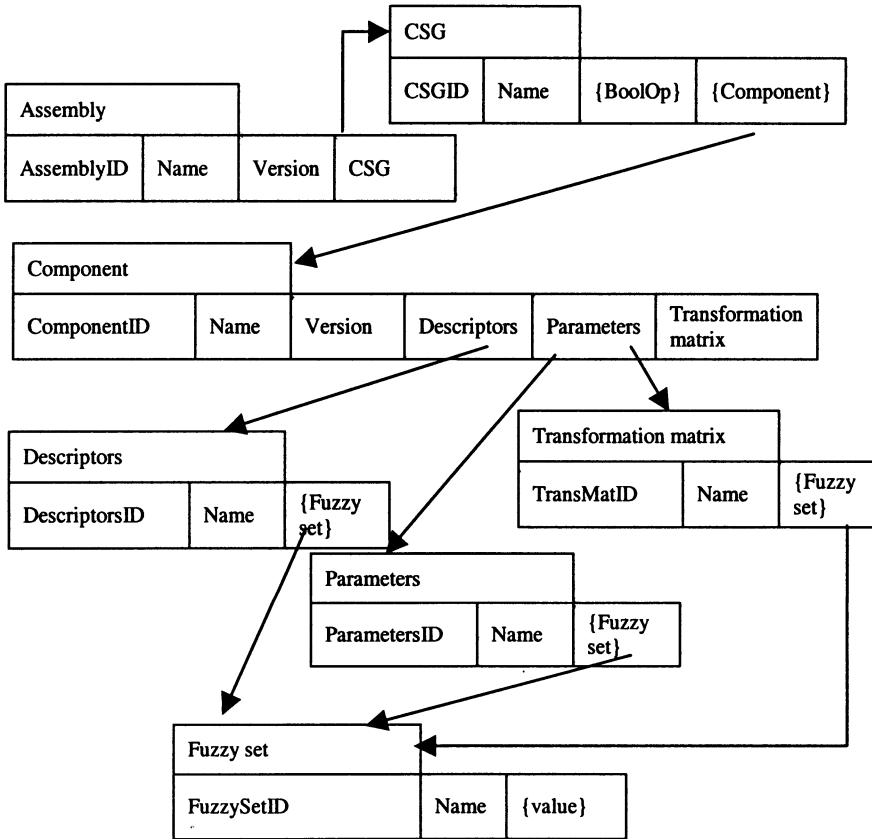 CSG
CSGID Name {BoolOp} {Component}
Assembly
AssemblyID Name Version CSG
Component
ComponentID Name Version Descriptors Parameters Transformation
matrix
Descriptors
DescriptorsID Name {Fuzzy
set}
Transformation matrix
TransMatID Name {Fuzzy
set}
Parameters
ParametersID Name {Fuzzy
set}
Fuzzy set
FuzzySetID Name {value}